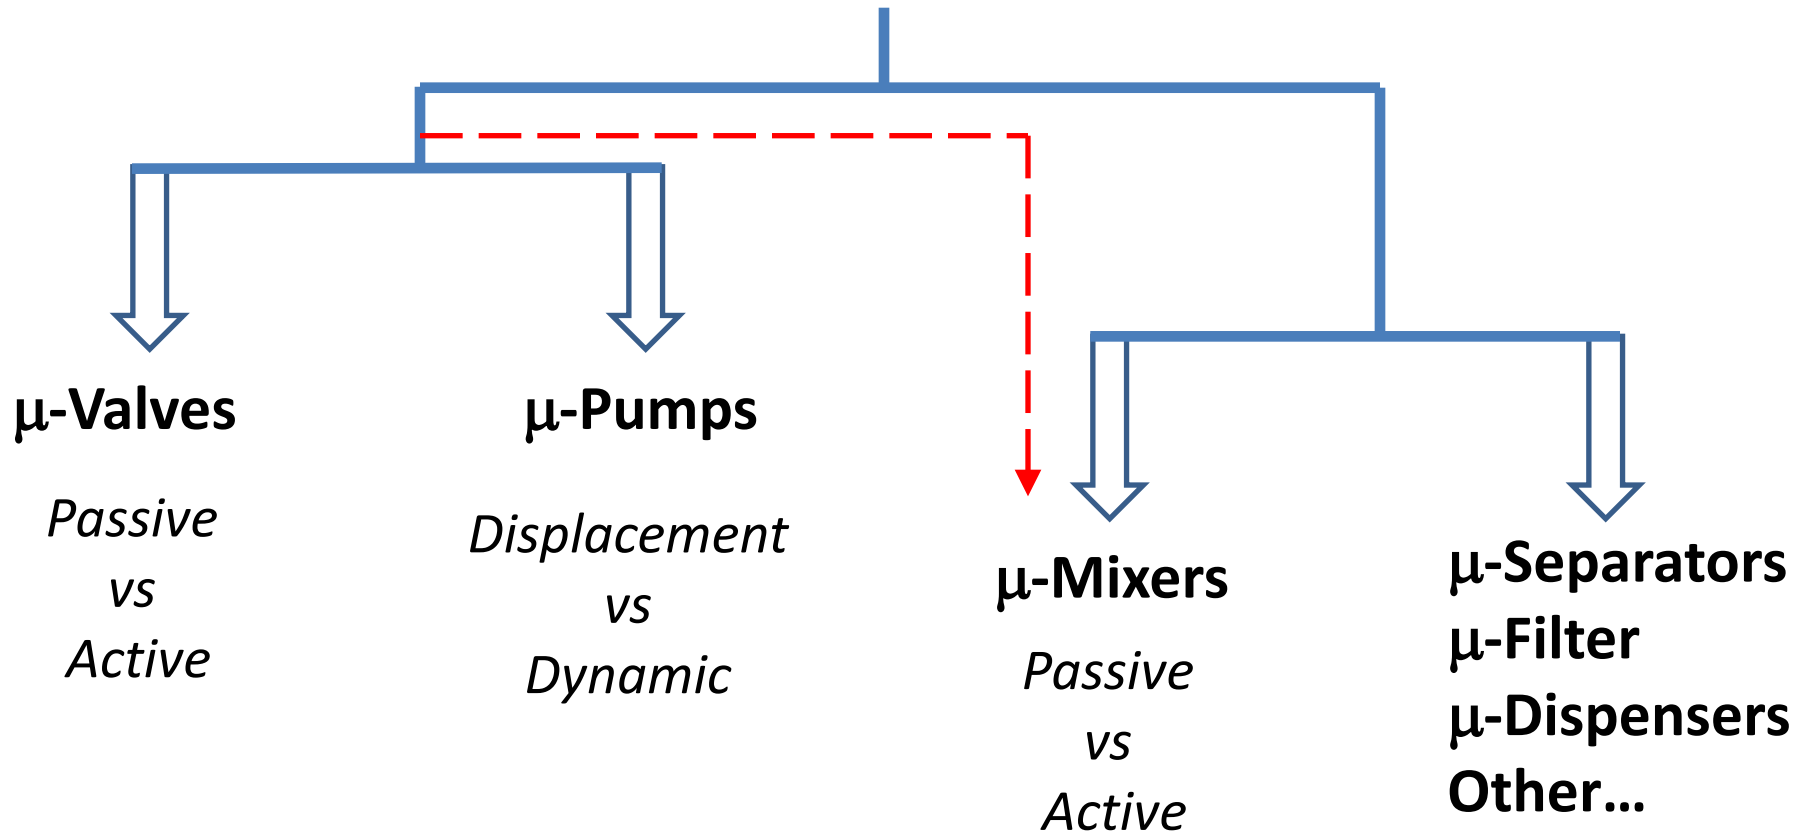 μ-Valves
Passive
vs
Active
μ-Pumps
Displacement
vs
Dynamic
μ-Mixers
Passive
vs
Active
μ-Separators
μ-Filter
μ-Dispensers
Other...